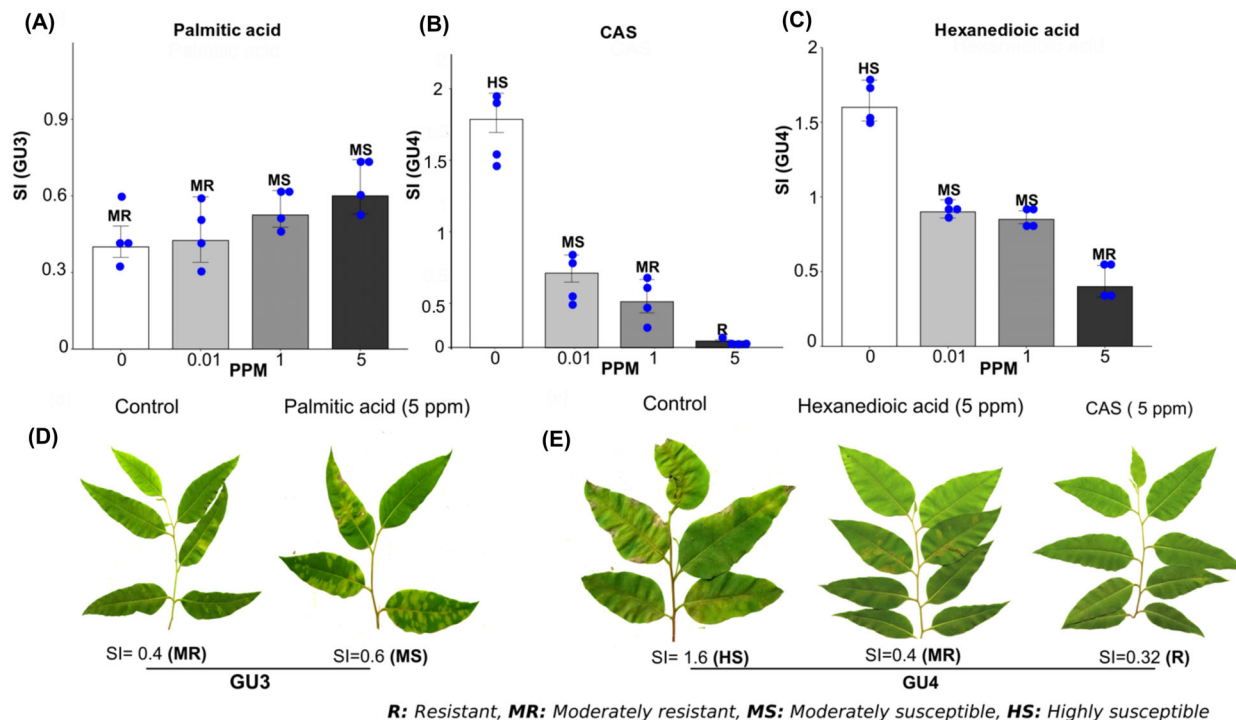 (A)
Palmitic acid
SI (GU3)
0.9
0.6
0.3
0
MR
MR
MS
MS
0
0.01
1
5
PPM
(B)
CAS
SI (GU4)
2
1.5
1
0.5
0
HS
MS
MR
R
0
0.01
1
5
PPM
(C)
Hexanedioic acid
SI (GU4)
2
1.5
1
0.5
0
HS
MS
MS
MR
0
0.01
1
5
PPM
(D)
Control
Palmitic acid (5 ppm)
SI= 0.4 (MR)
SI=0.6 (MS)
GU3
(E)
Control
Hexanedioic acid (5 ppm)
CAS ( 5 ppm)
SI= 1.6 (HS)
SI=0.4 (MR)
SI=0.32 (R)
GU4
R: Resistant, MR: Moderately resistant, MS: Moderately susceptible, HS: Highly susceptible